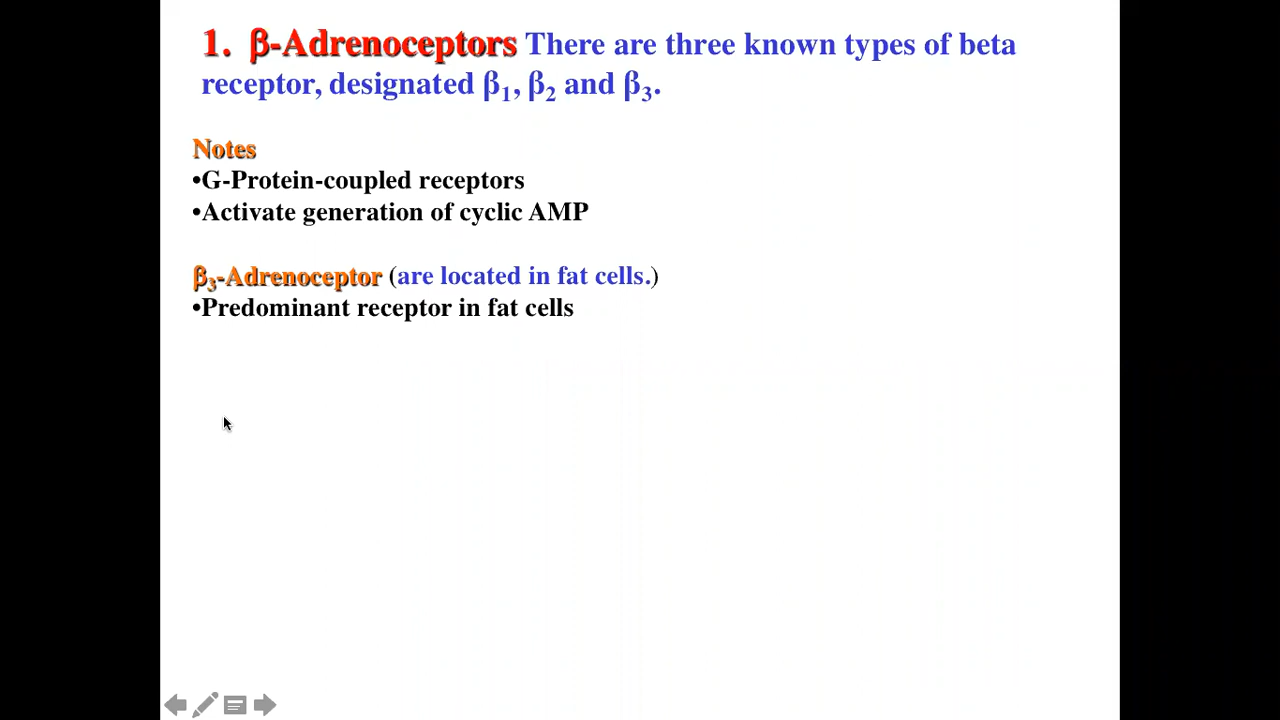 1. β-Adrenoceptors There are three known types of beta
receptor, designated β₁, β₂ and β₃.
Notes
•G-Protein-coupled receptors
•Activate generation of cyclic AMP
β₃-Adrenoceptor (are located in fat cells.)
•Predominant receptor in fat cells